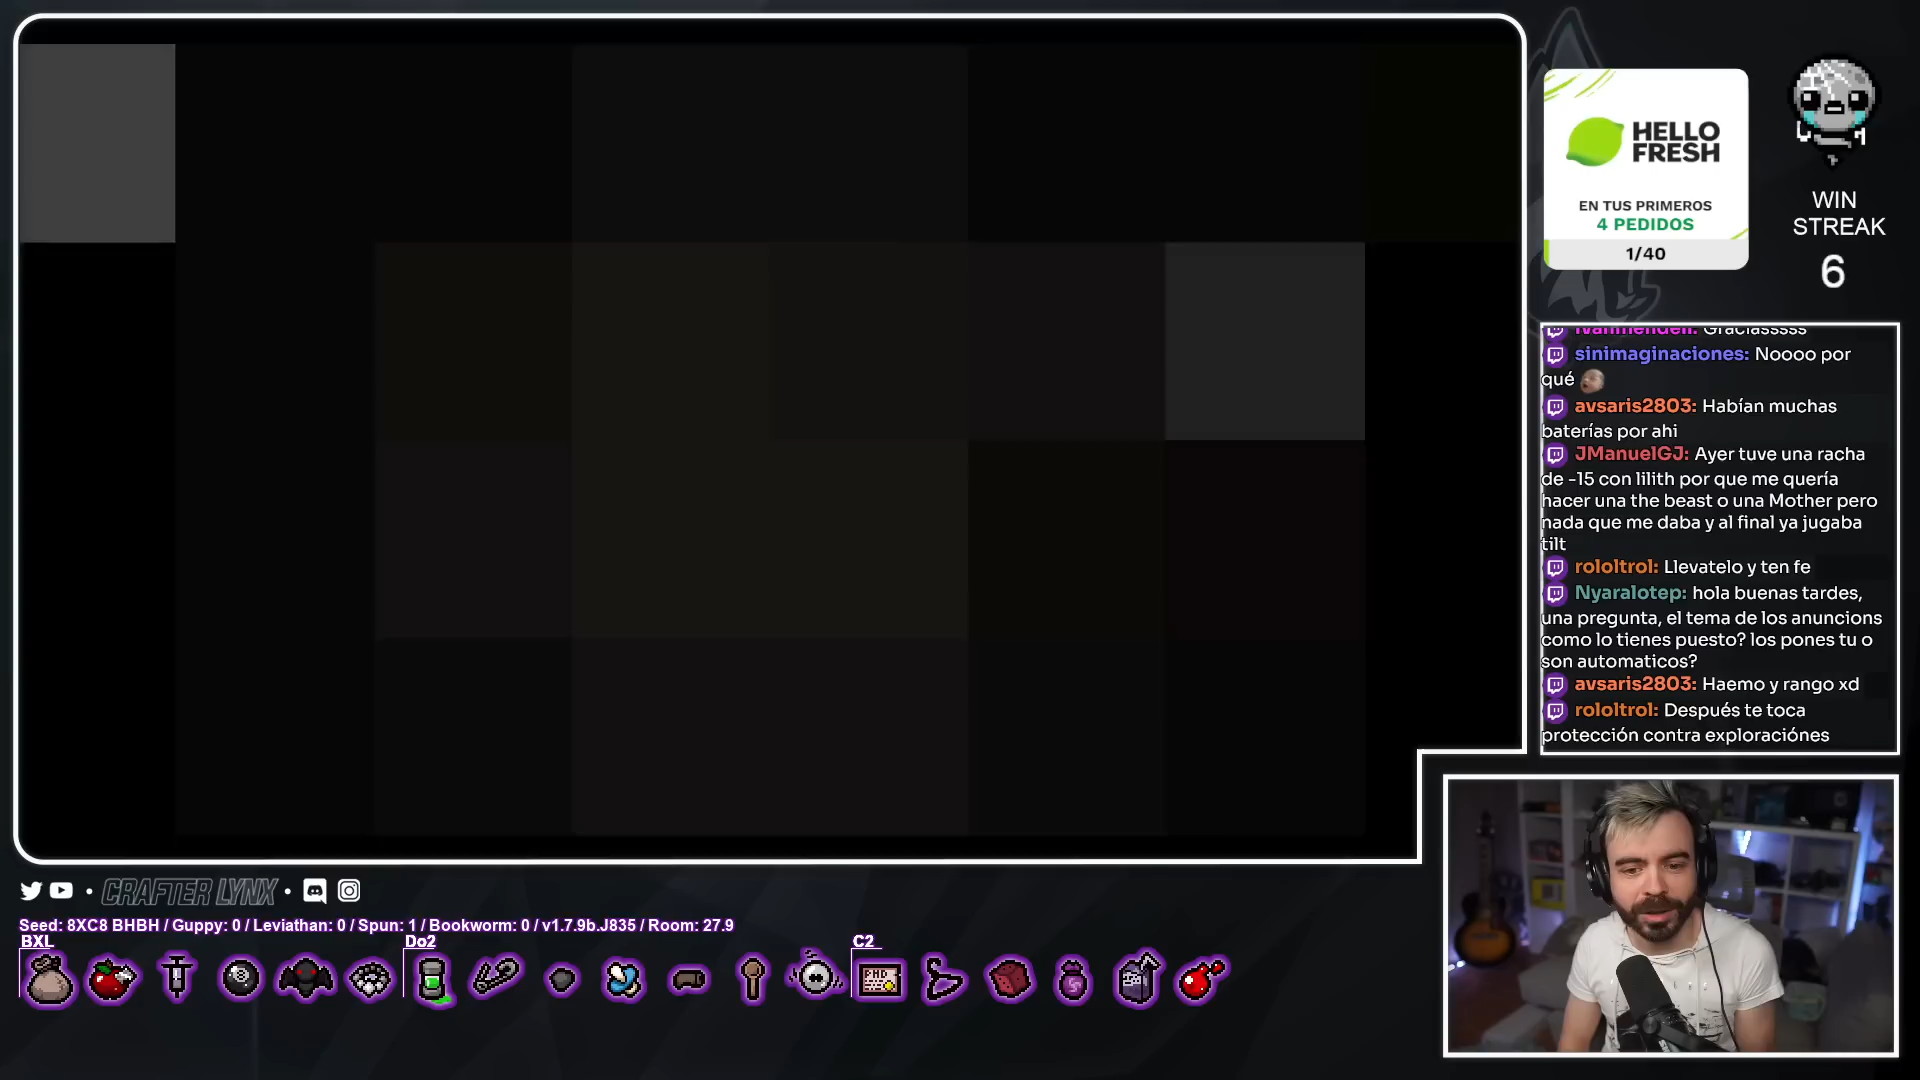 HELLO
FRESH
EN TUS PRIMEROS
4 PEDIDOS
1/40
WIN
STREAK
6
ivanmendell: Graciasssss
sinimaginaciones: Noooo por
qué
avsaris2803: Habían muchas
baterías por ahi
JManuelGJ: Ayer tuve una racha
de -15 con lilith por que me quería
hacer una the beast o una Mother pero
nada que me daba y al final ya jugaba
tilt
rololtrol: Llevatelo y ten fe
Nyaralotep: hola buenas tardes,
una pregunta, el tema de los anuncions
como lo tienes puesto? los pones tu o
son automaticos?
avsaris2803: Haemo y rango xd
rololtrol: Después te toca
protección contra exploraciónes
CRAFTER LYNX
Seed: 8XC8 BHBH / Guppy: 0 / Leviathan: 0 / Spun: 1 / Bookworm: 0 / v1.7.9b.J835 / Room: 27.9
BXL
Do2
C2